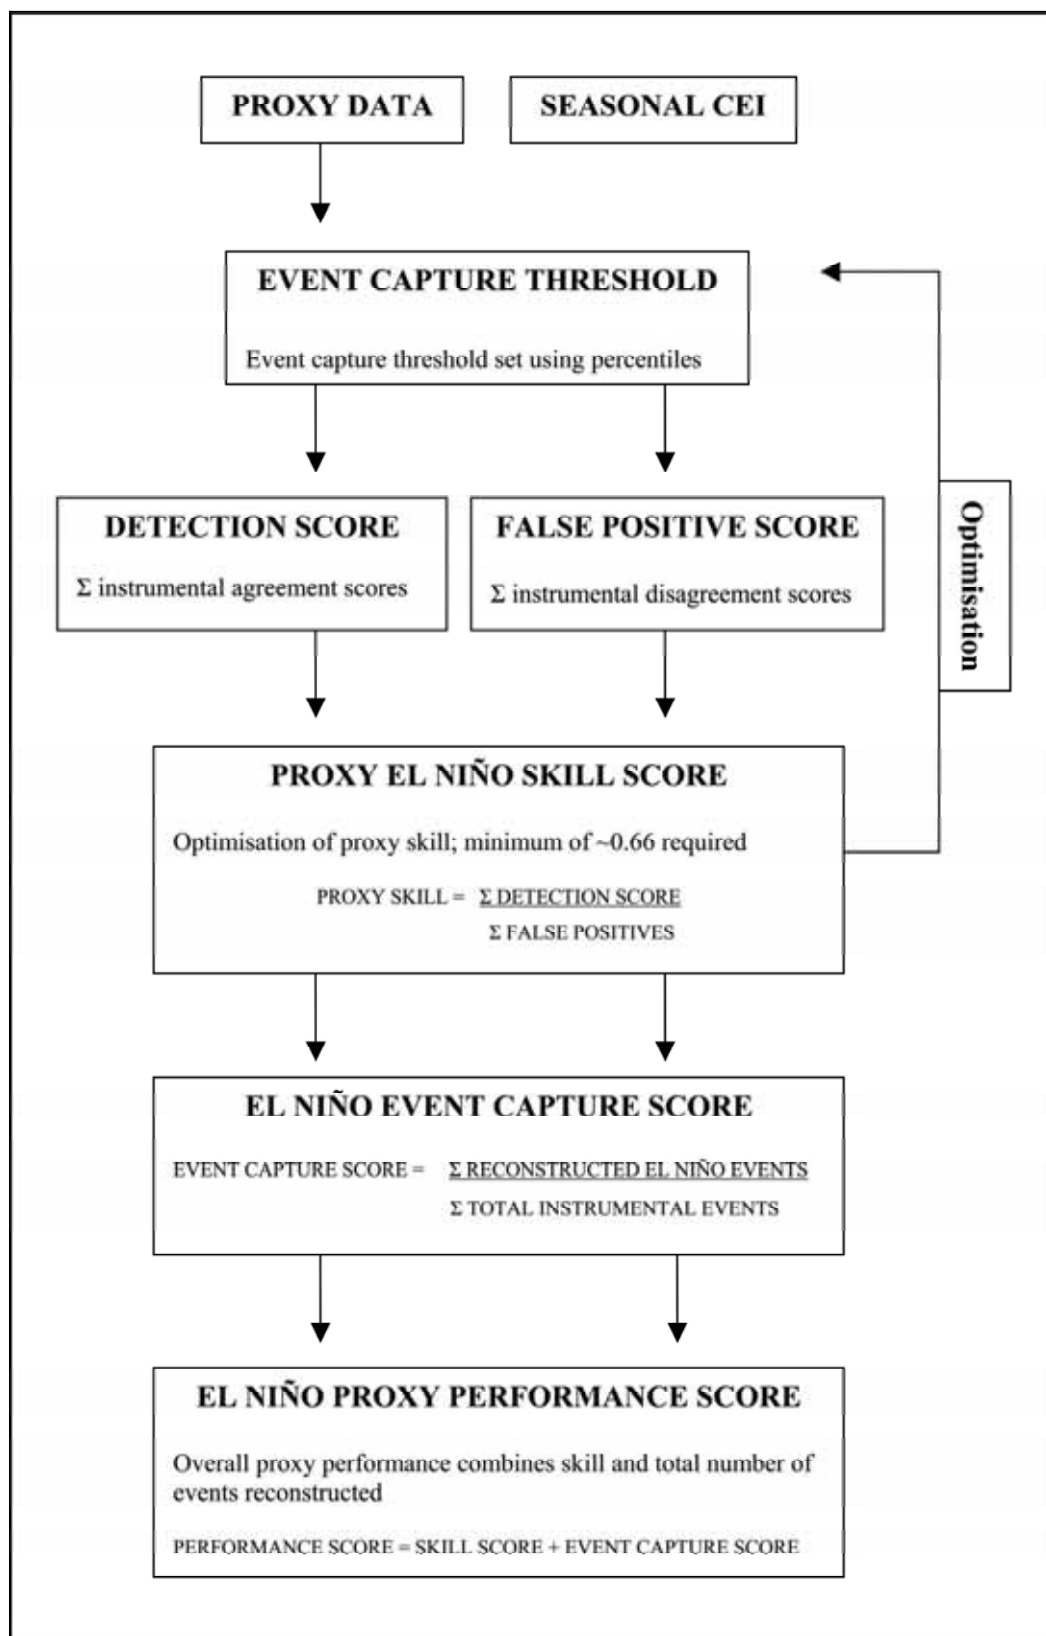 PROXY DATA
SEASONAL CEI
EVENT CAPTURE THRESHOLD
Event capture threshold set using percentiles
DETECTION SCORE
Σ instrumental agreement scores
FALSE POSITIVE SCORE
Σ instrumental disagreement scores
Optimisation
PROXY EL NIÑO SKILL SCORE
Optimisation of proxy skill; minimum of ~0.66 required
PROXY SKILL = Σ DETECTION SCORE
Σ FALSE POSITIVES
EL NIÑO EVENT CAPTURE SCORE
EVENT CAPTURE SCORE = Σ RECONSTRUCTED EL NIÑO EVENTS
Σ TOTAL INSTRUMENTAL EVENTS
EL NIÑO PROXY PERFORMANCE SCORE
Overall proxy performance combines skill and total number of
events reconstructed
PERFORMANCE SCORE = SKILL SCORE + EVENT CAPTURE SCORE